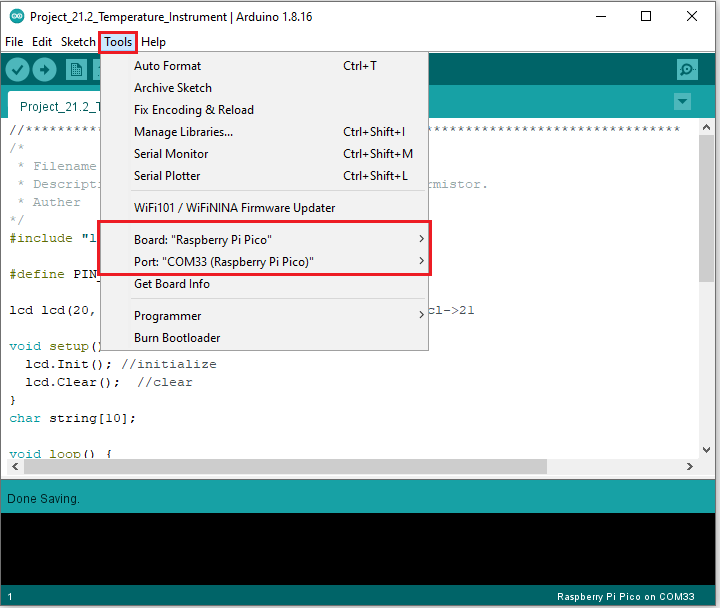 Project_21.2_Temperature_Instrument | Arduino 1.8.16
File Edit Sketch Tools Help
Auto Format Ctrl+T
Archive Sketch
Fix Encoding & Reload
Manage Libraries... Ctrl+Shift+I
Serial Monitor Ctrl+Shift+M
Serial Plotter Ctrl+Shift+L
WiFi101 / WiFiNINA Firmware Updater
Board: "Raspberry Pi Pico"
Port: "COM33 (Raspberry Pi Pico)"
Get Board Info
Programmer
Burn Bootloader
Project_21.2_T
//********** ******************************
/*
* Filename
* Descripti rmistor.
* Auther
*/
#include "l
#define PIN_
lcd lcd(20, cl->21
void setup()
lcd.Init(); //initialize
lcd.Clear(); //clear
}
char string[10];
void loop() {
Done Saving.
1 Raspberry Pi Pico on COM33